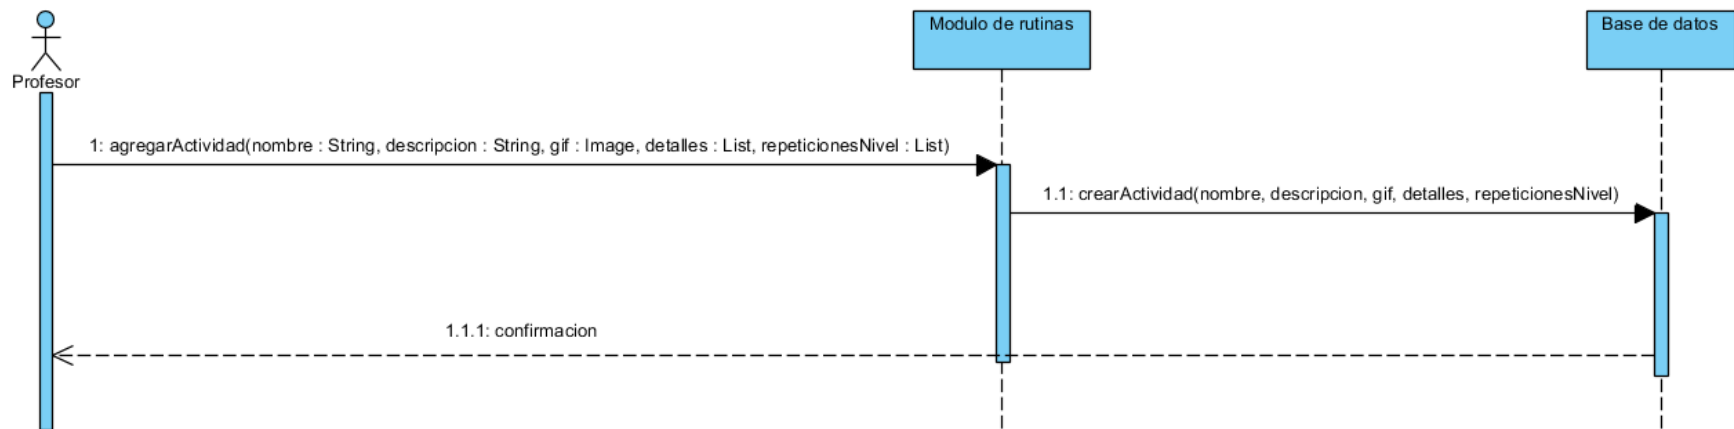 Profesor
Modulo de rutinas
Base de datos
1: agregarActividad(nombre : String, descripcion : String, gif : Image, detalles : List, repeticionesNivel : List)
1.1: crearActividad(nombre, descripcion, gif, detalles, repeticionesNivel)
1.1.1: confirmacion